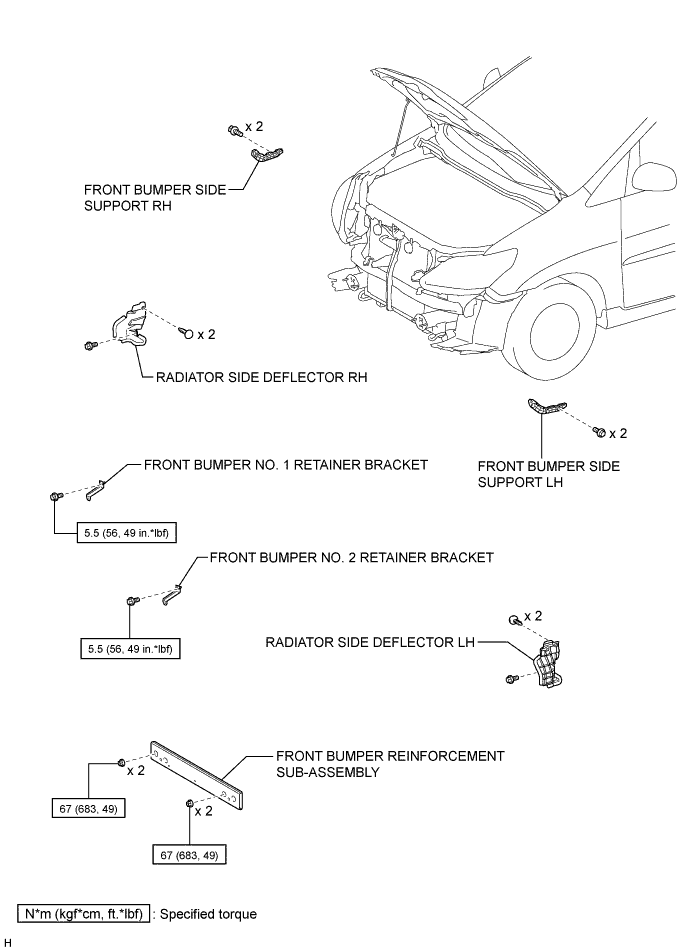 x 2
FRONT BUMPER SIDE
SUPPORT RH
x 2
RADIATOR SIDE DEFLECTOR RH
x 2
FRONT BUMPER SIDE
SUPPORT LH
FRONT BUMPER NO. 1 RETAINER BRACKET
5.5 (56, 49 in.*lbf)
FRONT BUMPER NO. 2 RETAINER BRACKET
5.5 (56, 49 in.*lbf)
x 2
RADIATOR SIDE DEFLECTOR LH
FRONT BUMPER REINFORCEMENT
SUB-ASSEMBLY
x 2
67 (683, 49)
x 2
67 (683, 49)
N*m (kgf*cm, ft.*lbf) : Specified torque
H